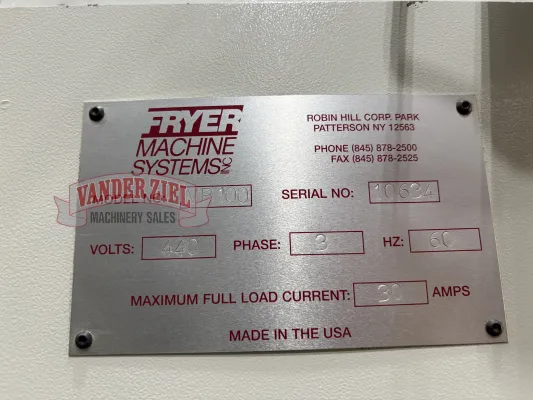 FRYER
MACHINE
SYSTEMS INC
ROBIN HILL CORP. PARK
PATTERSON NY 12563
PHONE (845) 878-2500
FAX (845) 878-2525
VANDER ZIEL
MACHINERY SALES
100
SERIAL NO: 10634
VOLTS: 440 PHASE: 3 HZ: 60
MAXIMUM FULL LOAD CURRENT: 30 AMPS
MADE IN THE USA